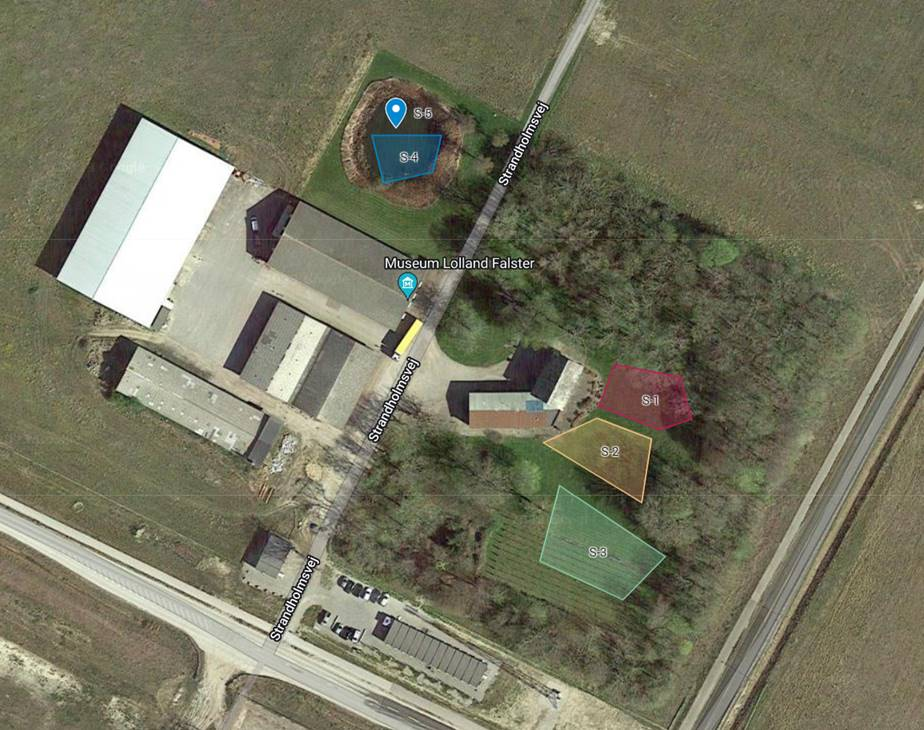 S-5
S-4
Strandholmsvej
Museum Lolland Falster
Strandholmsvej
S-1
S-2
S-3
Strandholmsvej